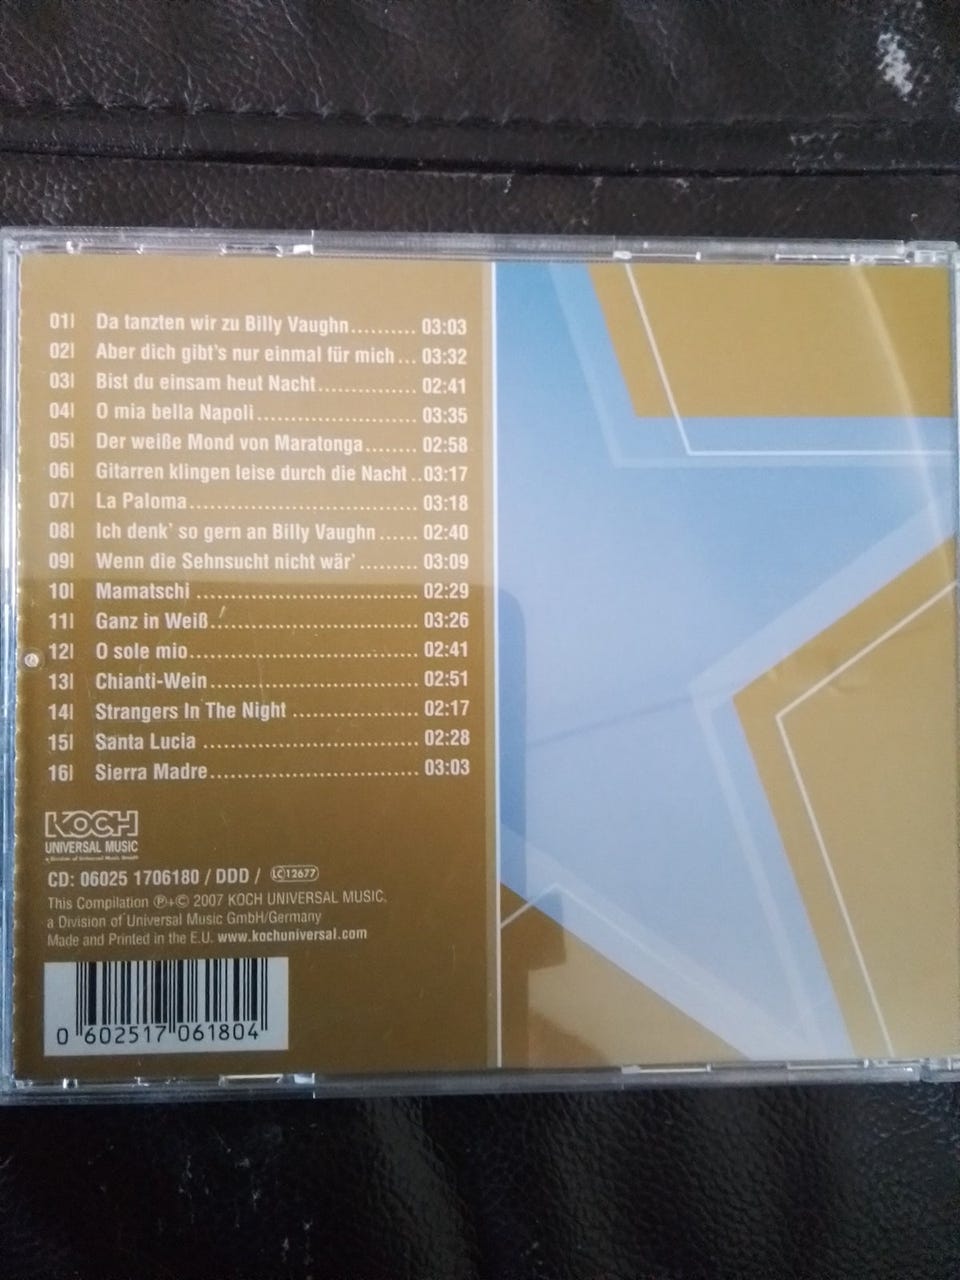 01| Da tanzten wir zu Billy Vaughn.......... 03:03
02| Aber dich gibt's nur einmal für mich ... 03:32
03| Bist du einsam heut Nacht............... 02:41
04| O mia bella Napoli........................ 03:35
05| Der weiße Mond von Maratonga........ 02:58
06| Gitarren klingen leise durch die Nacht ..03:17
07| La Paloma.................................. 03:18
08| Ich denk' so gern an Billy Vaughn ...... 02:40
09| Wenn die Sehnsucht nicht wär' ......... 03:09
10| Mamatschi ................................. 02:29
11| Ganz in Weiß............................... 03:26
12| O sole mio.................................. 02:41
13| Chianti-Wein............................... 02:51
14| Strangers In The Night ................... 02:17
15| Santa Lucia ................................ 02:28
16| Sierra Madre............................... 03:03
KOCH
UNIVERSAL MUSIC
a Division of Universal Music GmbH
CD: 06025 1706180 / DDD / LC 12677
This Compilation ℗+© 2007 KOCH UNIVERSAL MUSIC,
a Division of Universal Music GmbH/Germany
Made and Printed in the E.U. www.kochuniversal.com
0 602517 061804